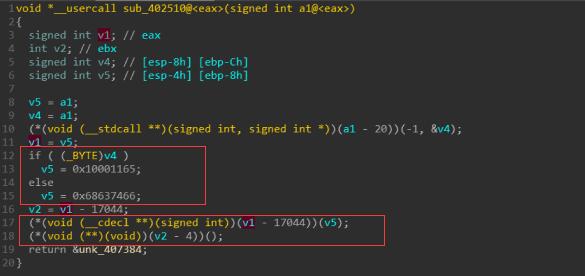 1 void *__usercall sub_402510@<eax>(signed int a1@<eax>)
2 {
3 signed int v1; // eax
4 int v2; // ebx
5 signed int v4; // [esp-8h] [ebp-Ch]
6 signed int v5; // [esp-4h] [ebp-8h]
7
8 v5 = a1;
9 v4 = a1;
10 (*(void (__stdcall **)(signed int, signed int *))(a1 - 20))(-1, &v4);
11 v1 = v5;
12 if ( (_BYTE)v4 )
13 v5 = 0x10001165;
14 else
15 v5 = 0x68637466;
16 v2 = v1 - 17044;
17 (*(void (__cdecl **)(signed int))(v1 - 17044))(v5);
18 (*(void (**)(void))(v2 - 4))();
19 return &unk_407384;
20 }